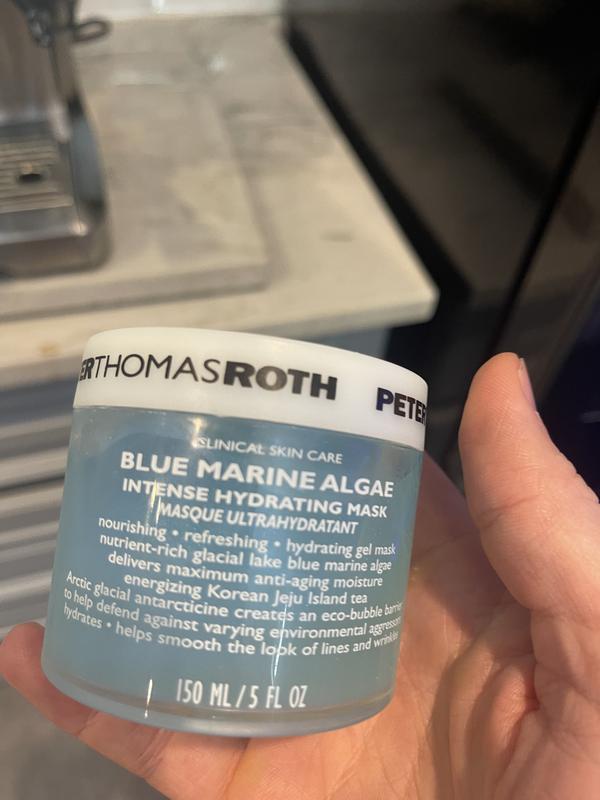 ERTHOMASROTH PETER
CLINICAL SKIN CARE
BLUE MARINE ALGAE
INTENSE HYDRATING MASK
MASQUE ULTRAHYDRATANT
nourishing • refreshing • hydrating gel mask
nutrient-rich glacial lake blue marine algae
delivers maximum anti-aging moisture
energizing Korean Jeju Island tea
Arctic glacial antarcticine creates an eco-bubble barrier
to help defend against varying environmental aggressors
hydrates • helps smooth the look of lines and wrinkles
150 ML / 5 FL OZ